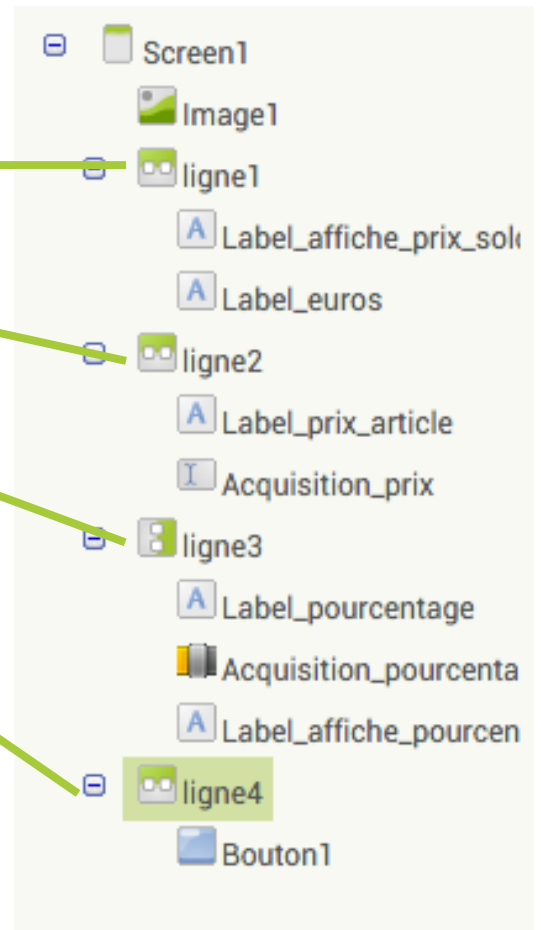 Screen1
Image1
ligne1
A Label_affiche_prix_sol
A Label_euros
ligne2
A Label_prix_article
Acquisition_prix
ligne3
A Label_pourcentage
Acquisition_pourcenta
A Label_affiche_pourcen
ligne4
Bouton1